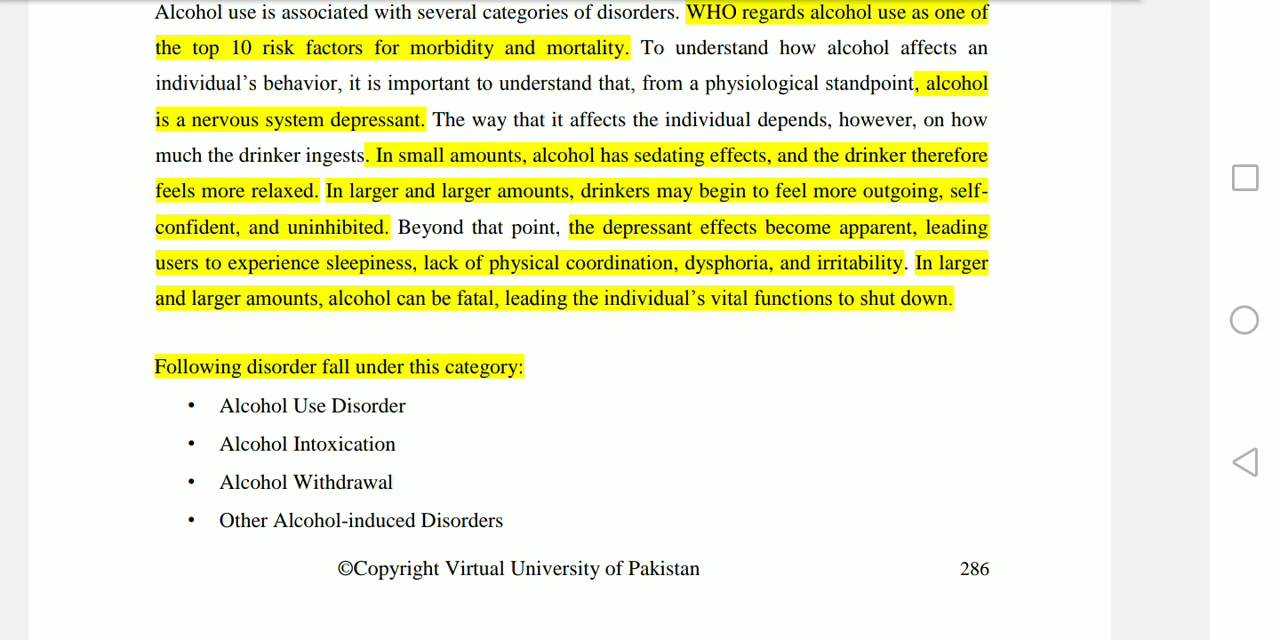 Alcohol use is associated with several categories of disorders. WHO regards alcohol use as one of
the top 10 risk factors for morbidity and mortality. To understand how alcohol affects an
individual’s behavior, it is important to understand that, from a physiological standpoint, alcohol
is a nervous system depressant. The way that it affects the individual depends, however, on how
much the drinker ingests. In small amounts, alcohol has sedating effects, and the drinker therefore
feels more relaxed. In larger and larger amounts, drinkers may begin to feel more outgoing, self-
confident, and uninhibited. Beyond that point, the depressant effects become apparent, leading
users to experience sleepiness, lack of physical coordination, dysphoria, and irritability. In larger
and larger amounts, alcohol can be fatal, leading the individual’s vital functions to shut down.
Following disorder fall under this category:
• Alcohol Use Disorder
• Alcohol Intoxication
• Alcohol Withdrawal
• Other Alcohol-induced Disorders
©Copyright Virtual University of Pakistan 286